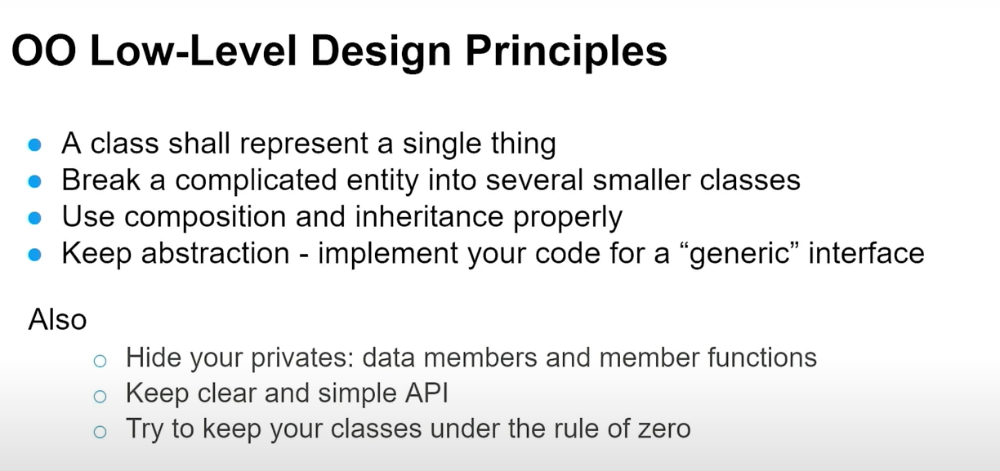 OO Low-Level Design Principles
A class shall represent a single thing
Break a complicated entity into several smaller classes
Use composition and inheritance properly
Keep abstraction - implement your code for a “generic” interface
Also
Hide your privates: data members and member functions
Keep clear and simple API
Try to keep your classes under the rule of zero